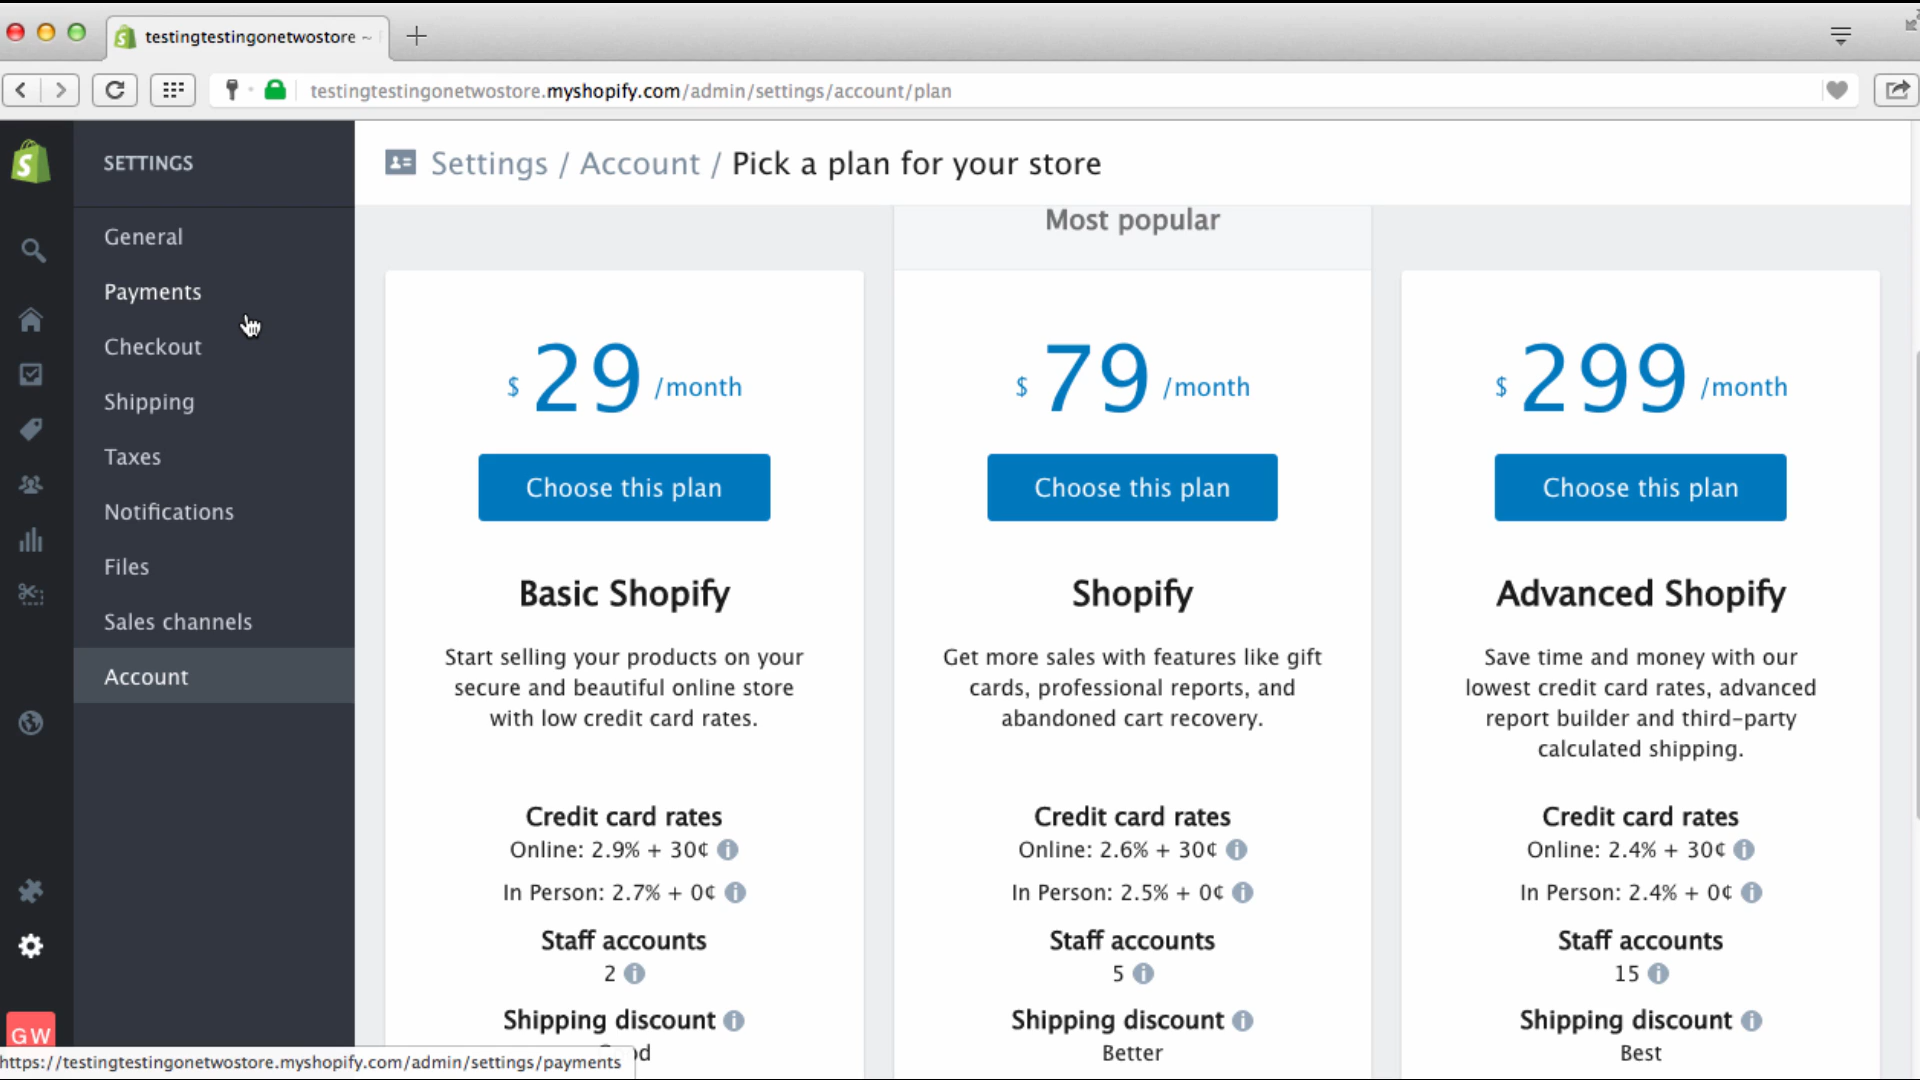 testingtestingonetwostore ~
testingtestingonetwostore.myshopify.com/admin/settings/account/plan
SETTINGS
General
Payments
Checkout
Shipping
Taxes
Notifications
Files
Sales channels
Account
GW
https://testingtestingonetwostore.myshopify.com/admin/settings/payments
Settings / Account / Pick a plan for your store
$ 29 /month
Choose this plan
Basic Shopify
Start selling your products on your
secure and beautiful online store
with low credit card rates.
Credit card rates
Online: 2.9% + 30¢
In Person: 2.7% + 0¢
Staff accounts
2
Shipping discount
Most popular
$ 79 /month
Choose this plan
Shopify
Get more sales with features like gift
cards, professional reports, and
abandoned cart recovery.
Credit card rates
Online: 2.6% + 30¢
In Person: 2.5% + 0¢
Staff accounts
5
Shipping discount
Better
$ 299 /month
Choose this plan
Advanced Shopify
Save time and money with our
lowest credit card rates, advanced
report builder and third-party
calculated shipping.
Credit card rates
Online: 2.4% + 30¢
In Person: 2.4% + 0¢
Staff accounts
15
Shipping discount
Best